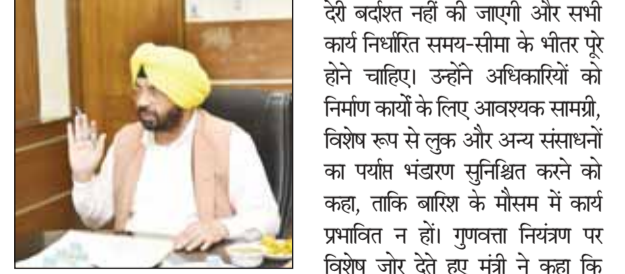 देरी बर्दाश्त नहीं की जाएगी और सभी
कार्य निर्धारित समय-सीमा के भीतर पूरे
होने चाहिए। उन्होंने अधिकारियों को
निर्माण कार्यों के लिए आवश्यक सामग्री,
विशेष रूप से लुक और अन्य संसाधनों
का पर्याप्त भंडारण सुनिश्चित करने को
कहा, ताकि बारिश के मौसम में कार्य
प्रभावित न हों। गुणवत्ता नियंत्रण पर
विशेष जोर देते हुए मंत्री ने कहा कि